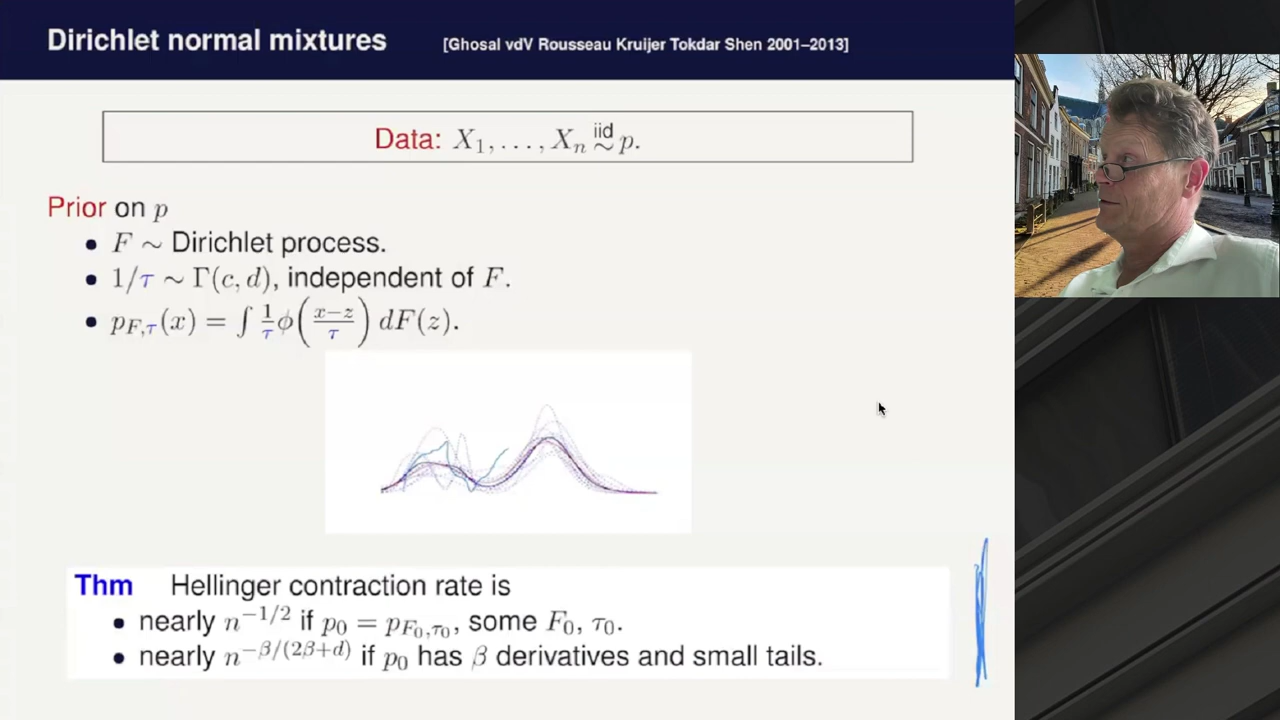 Dirichlet normal mixtures [Ghosal vdV Rousseau Kruijer Tokdar Shen 2001–2013]
Data: X₁, . . . , Xₙ iid ∼ p.
Prior on p
• F ∼ Dirichlet process.
• 1/τ ∼ Γ(c, d), independent of F.
• p_{F,τ}(x) = ∫ 1/τ ϕ((x−z)/τ) dF(z).
Thm Hellinger contraction rate is
• nearly n^{−1/2} if p₀ = p_{F₀,τ₀}, some F₀, τ₀.
• nearly n^{−β/(2β+d)} if p₀ has β derivatives and small tails.